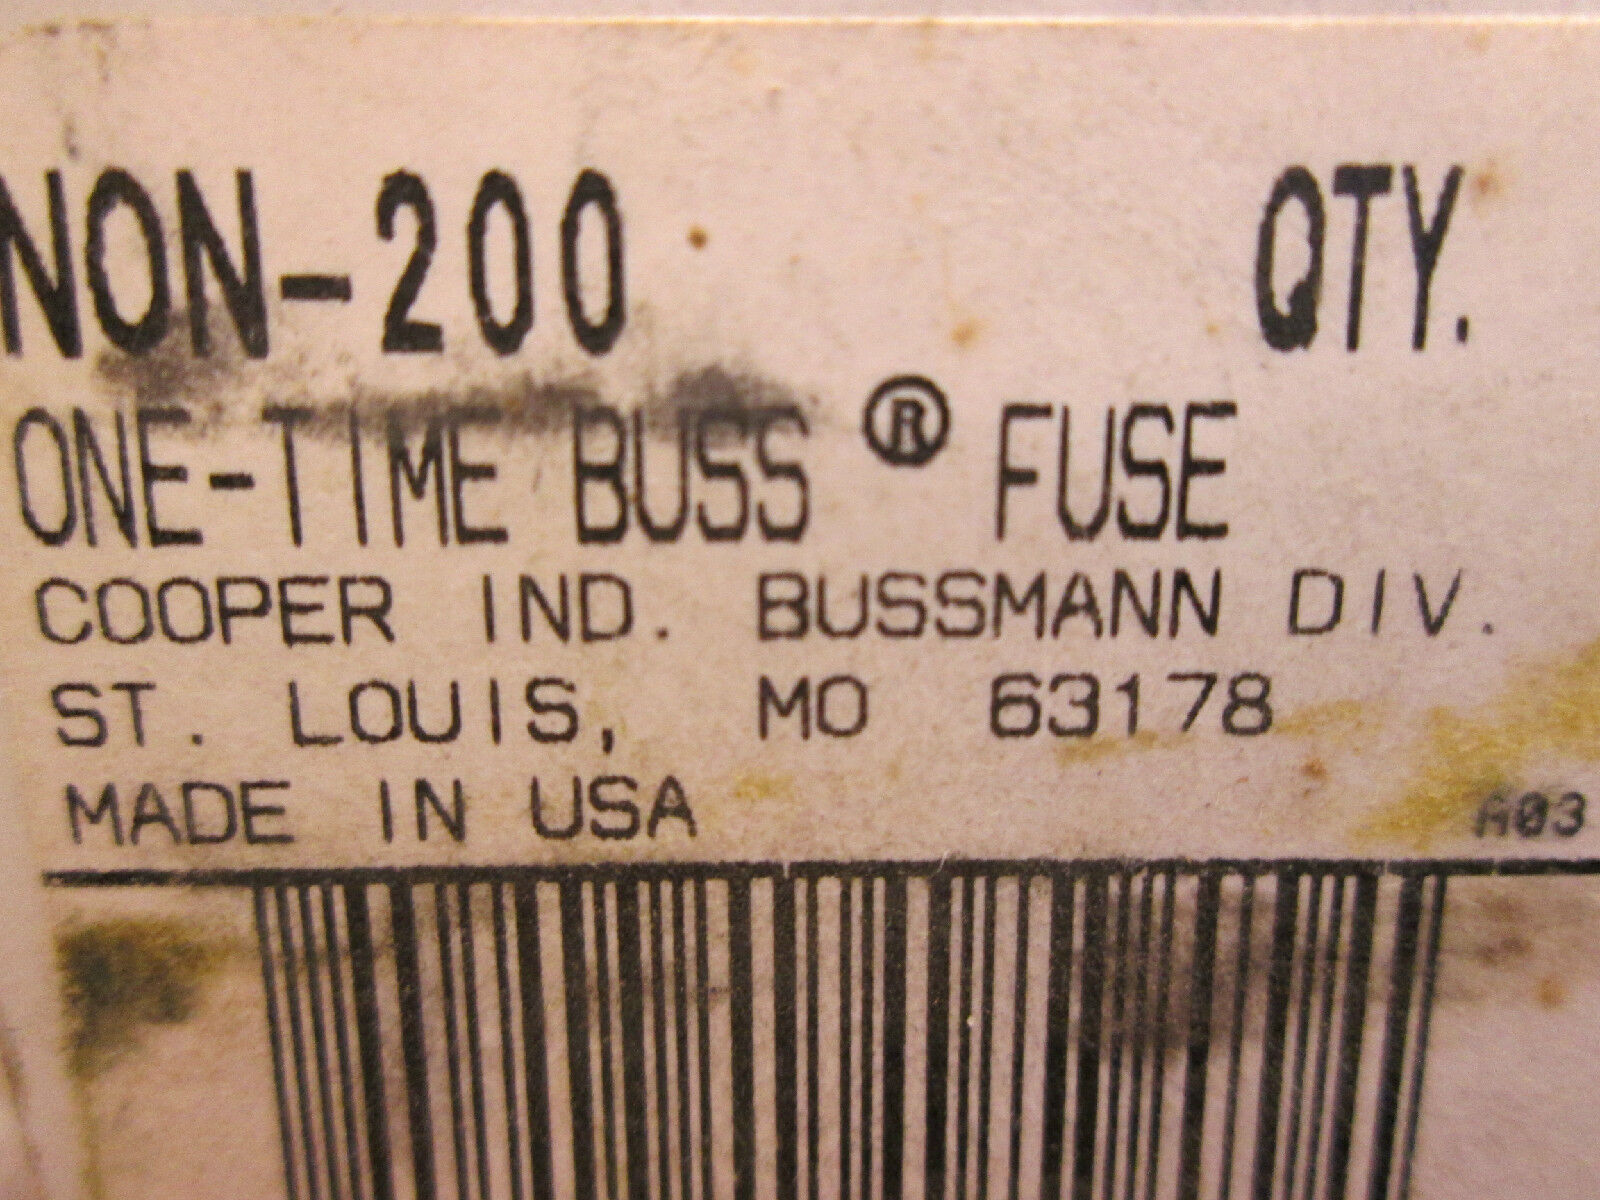 NON-200 QTY.
ONE-TIME BUSS ® FUSE
COOPER IND. BUSSMANN DIV.
ST. LOUIS, MO 63178
MADE IN USA A03